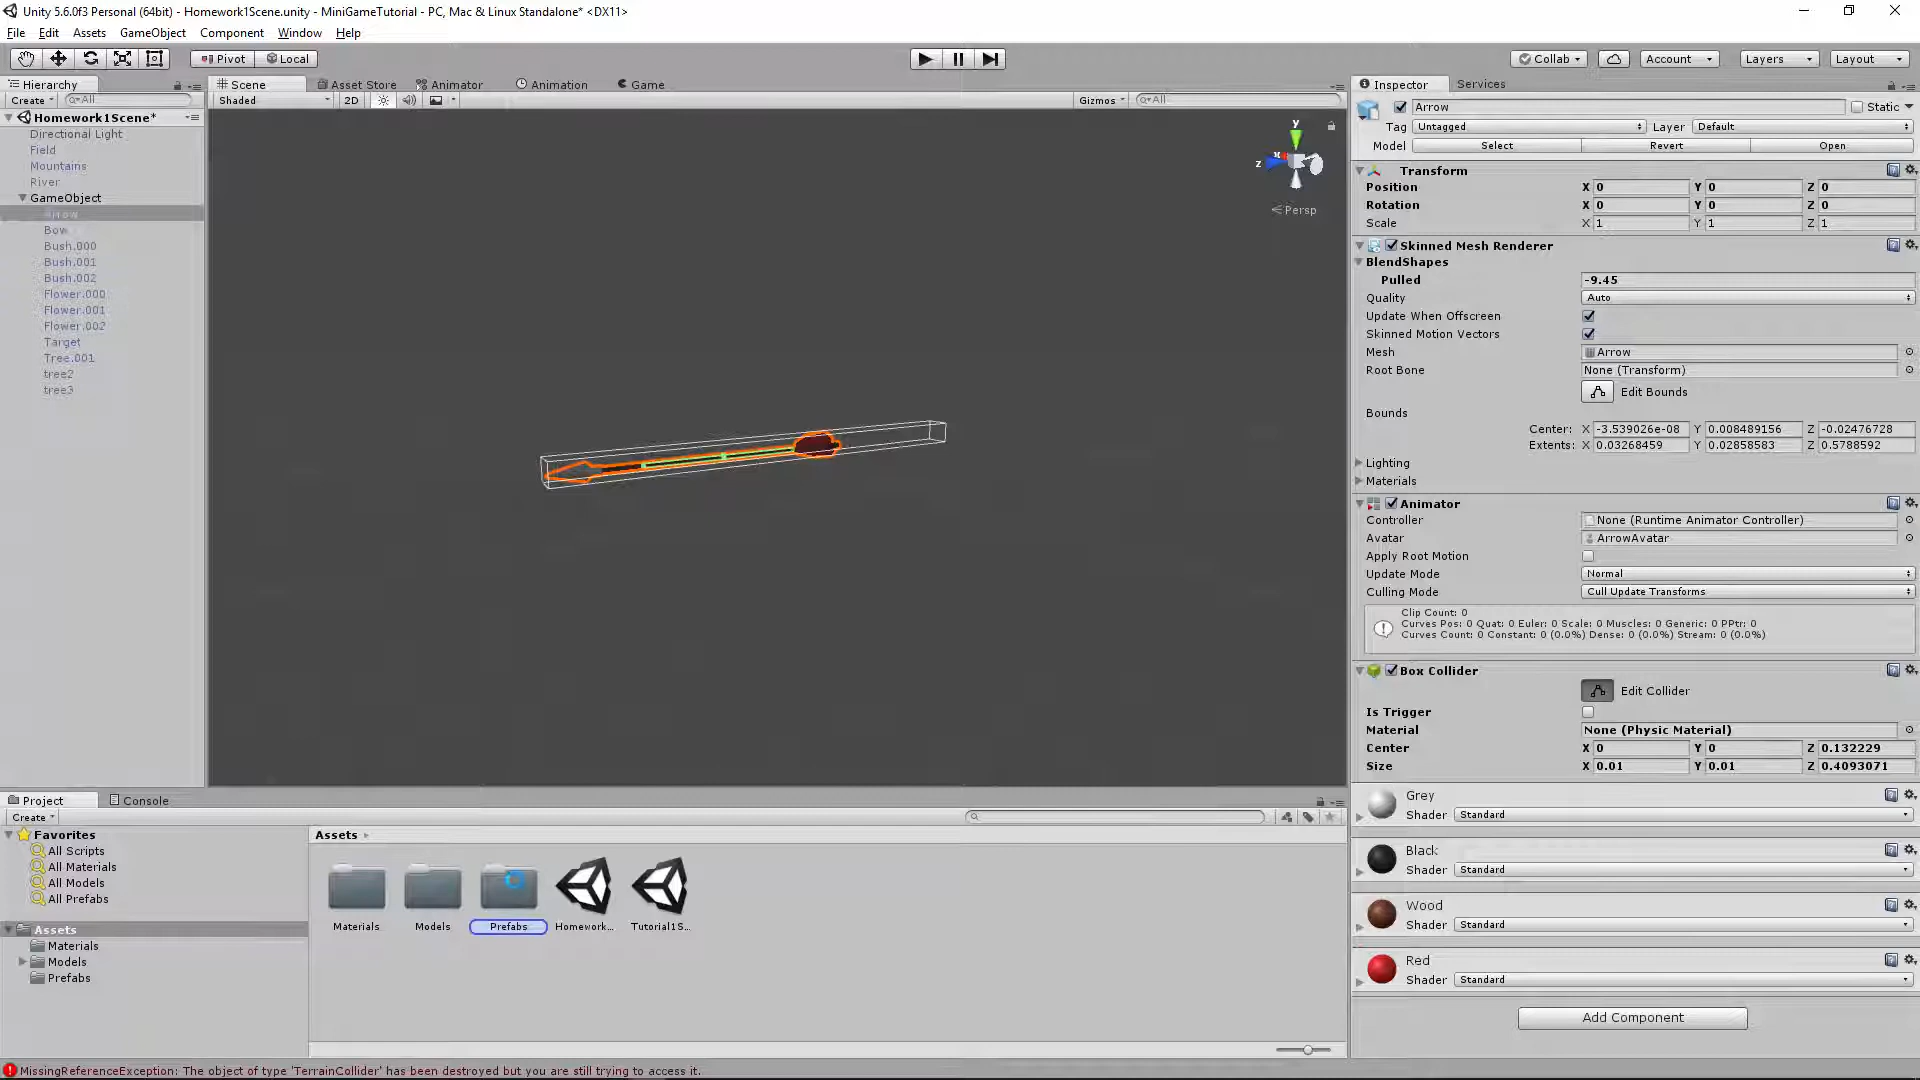 Unity 5.6.0f3 Personal (64bit) - Homework1Scene.unity - MiniGameTutorial - PC, Mac & Linux Standalone* <DX11>
File Edit Assets GameObject Component Window Help
Pivot Local Collab Account Layers Layout
Hierarchy Scene Asset Store Animator Animation Game Inspector Services
Create All Shaded 2D Gizmos All Arrow Static
Homework1Scene*
Directional Light
Field
Mountains
River
GameObject
Arrow
Bow
Bush.000
Bush.001
Bush.002
Flower.000
Flower.001
Flower.002
Target
Tree.001
tree2
tree3
y
x
z
Persp
Tag Untagged Layer Default
Model Select Revert Open
Transform
Position X 0 Y 0 Z 0
Rotation X 0 Y 0 Z 0
Scale X 1 Y 1 Z 1
Skinned Mesh Renderer
BlendShapes
Pulled -9.45
Quality Auto
Update When Offscreen
Skinned Motion Vectors
Mesh Arrow
Root Bone None (Transform)
Edit Bounds
Bounds
Center: X -3.539026e-08 Y 0.008489156 Z -0.02476728
Extents: X 0.03268459 Y 0.02858583 Z 0.5788592
Lighting
Materials
Animator
Controller None (Runtime Animator Controller)
Avatar ArrowAvatar
Apply Root Motion
Update Mode Normal
Culling Mode Cull Update Transforms
Clip Count: 0
Curves Pos: 0 Quat: 0 Euler: 0 Scale: 0 Muscles: 0 Generic: 0 PPtr: 0
Curves Count: 0 Constant: 0 (0.0%) Dense: 0 (0.0%) Stream: 0 (0.0%)
Box Collider
Edit Collider
Is Trigger
Material None (Physic Material)
Center X 0 Y 0 Z 0.132229
Size X 0.01 Y 0.01 Z 0.4093071
Grey
Shader Standard
Black
Shader Standard
Wood
Shader Standard
Red
Shader Standard
Add Component
Project Console
Create
Favorites
All Scripts
All Materials
All Models
All Prefabs
Assets
Materials
Models
Prefabs
Assets
Materials Models Prefabs Homework... Tutorial1S...
MissingReferenceException: The object of type 'TerrainCollider' has been destroyed but you are still trying to access it.